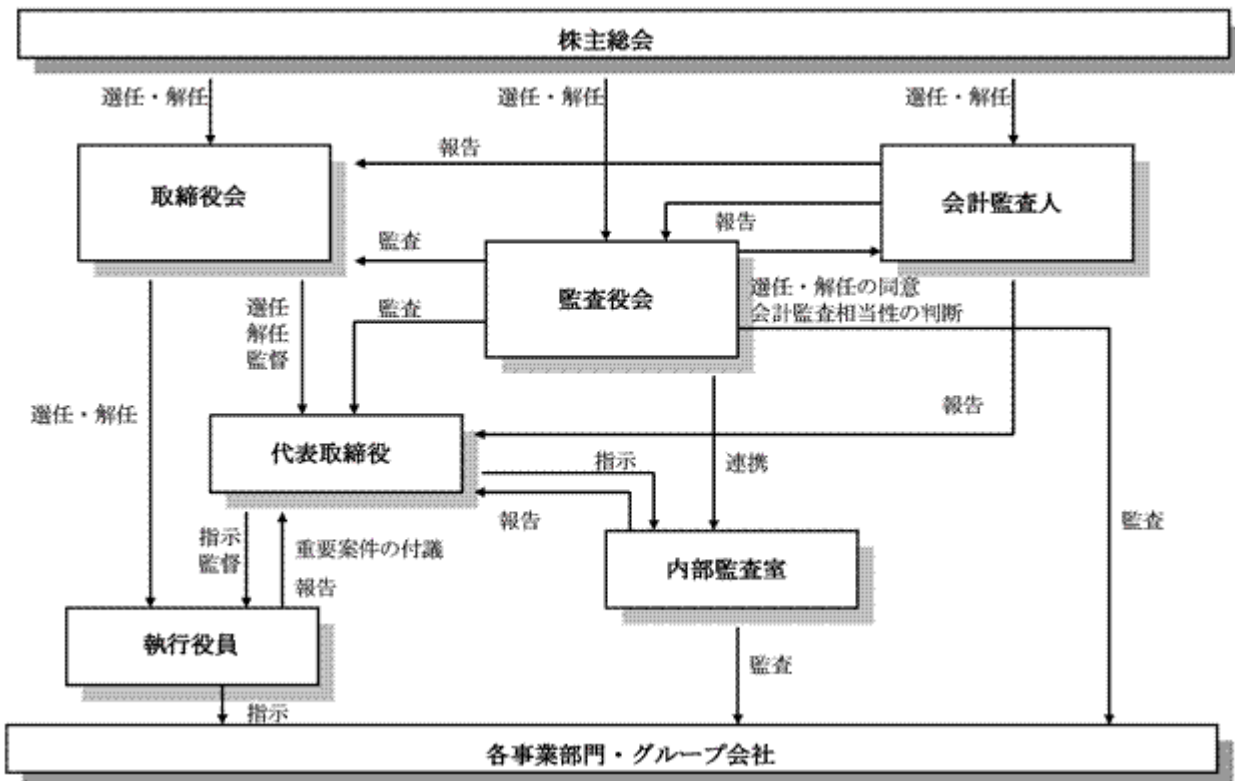 株主総会
選任・解任
選任・解任
選任・解任
報告
取締役会
会計監査人
報告
監査
監査役会
選任・解任の同意
会計監査相当性の判断
選任
解任
監督
監査
選任・解任
報告
代表取締役
指示
連携
報告
監査
指示
監督
重要案件の付議
報告
内部監査室
執行役員
監査
指示
各事業部門・グループ会社